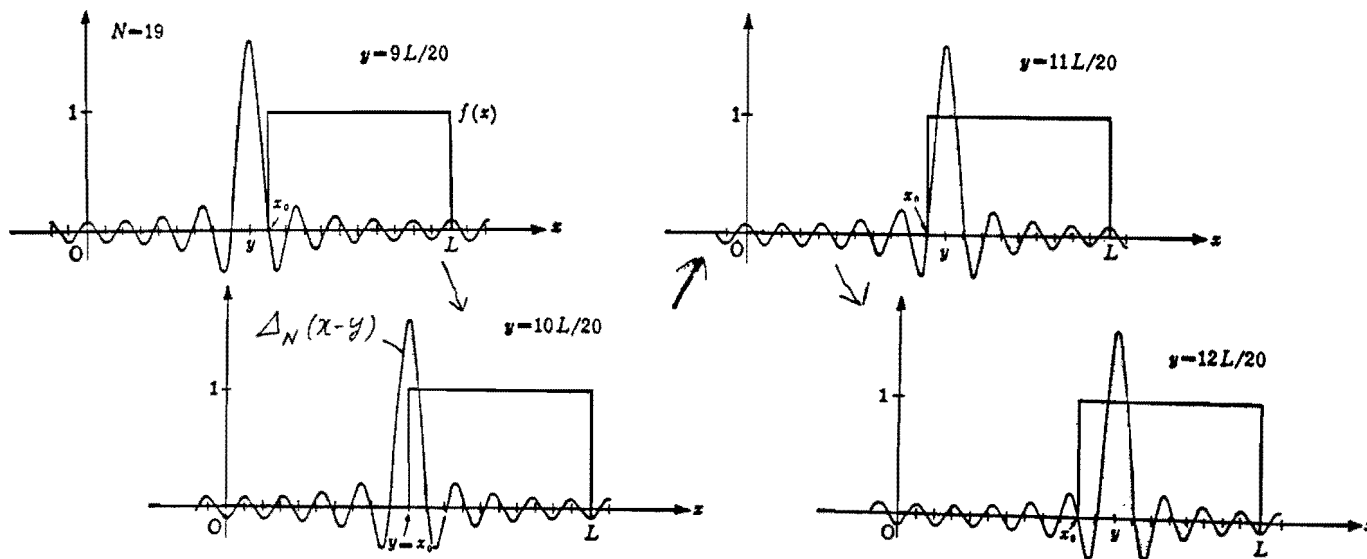 N=19
y=9L/20
1
f(x)
x₀
O
y
L
x
y=11L/20
1
x₀
O
y
L
x
Δ_N(x-y)
y=10L/20
1
O
y=x₀
L
x
y=12L/20
1
O
x₀
y
L
x